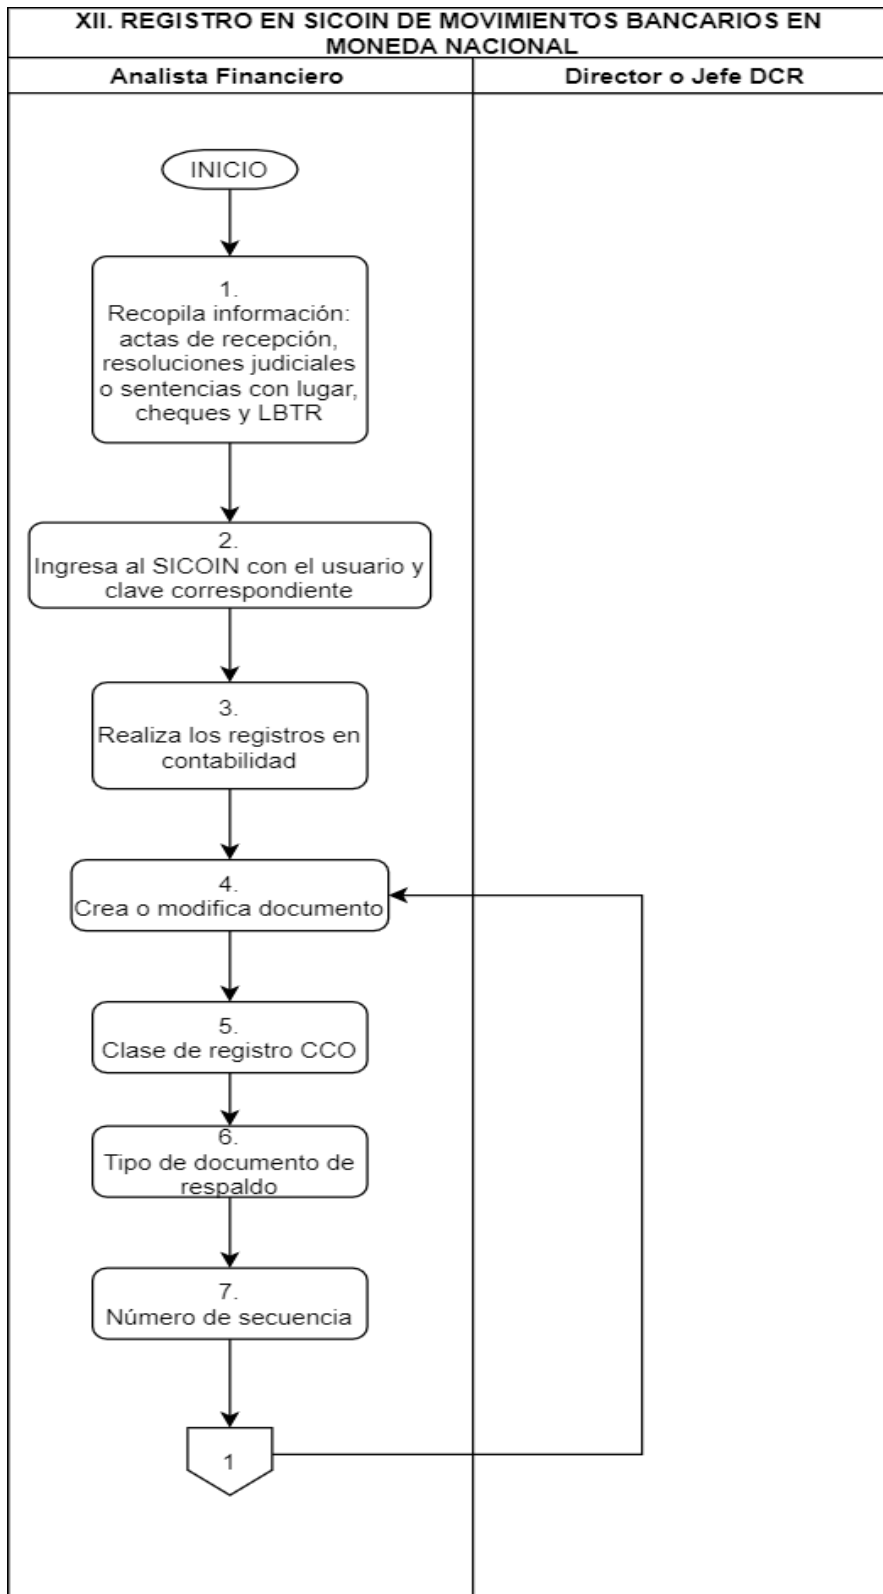 XII. REGISTRO EN SICOIN DE MOVIMIENTOS BANCARIOS EN
MONEDA NACIONAL
Analista Financiero
Director o Jefe DCR
INICIO
1.
Recopila información:
actas de recepción,
resoluciones judiciales
o sentencias con lugar,
cheques y LBTR
2.
Ingresa al SICOIN con el usuario y
clave correspondiente
3.
Realiza los registros en
contabilidad
4.
Crea o modifica documento
5.
Clase de registro CCO
6.
Tipo de documento de
respaldo
7.
Número de secuencia
1